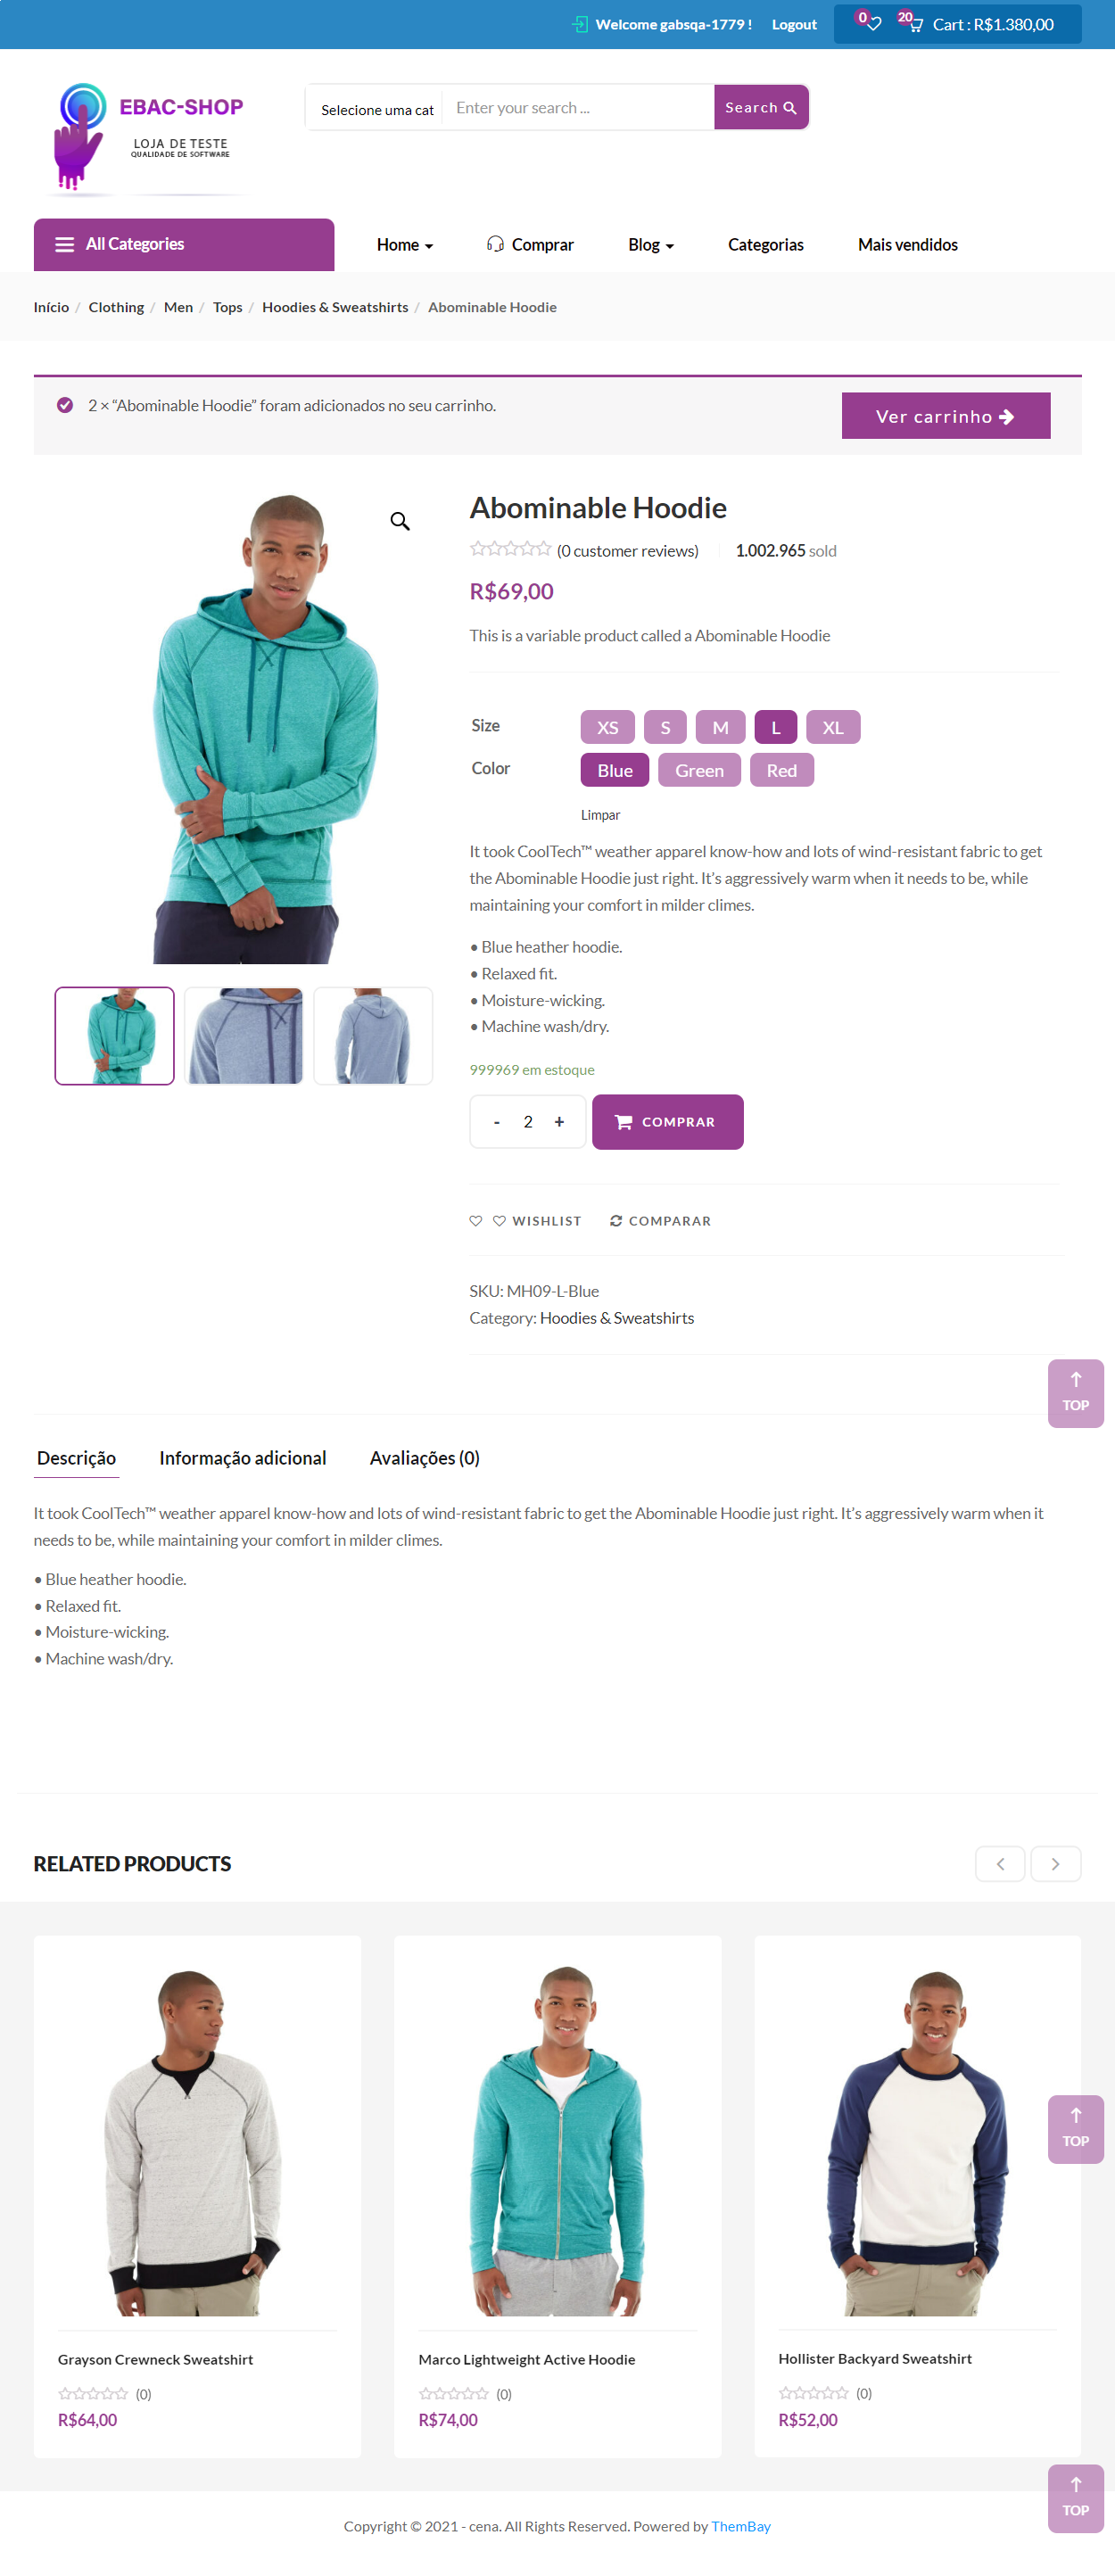 Welcome gabsqa-1779 !
Logout
0
20
Cart : R$1.380,00
EBAC-SHOP
LOJA DE TESTE
QUALIDADE DE SOFTWARE
Selecione uma cat
Enter your search ...
Search
All Categories
Home
Comprar
Blog
Categorias
Mais vendidos
Início / Clothing / Men / Tops / Hoodies & Sweatshirts / Abominable Hoodie
2 × “Abominable Hoodie” foram adicionados no seu carrinho.
Ver carrinho
Abominable Hoodie
(0 customer reviews)
1.002.965 sold
R$69,00
This is a variable product called a Abominable Hoodie
Size
XS
S
M
L
XL
Color
Blue
Green
Red
Limpar
It took CoolTech™ weather apparel know-how and lots of wind-resistant fabric to get
the Abominable Hoodie just right. It’s aggressively warm when it needs to be, while
maintaining your comfort in milder climes.
• Blue heather hoodie.
• Relaxed fit.
• Moisture-wicking.
• Machine wash/dry.
999969 em estoque
- 2 +
COMPRAR
WISHLIST
COMPARAR
SKU: MH09-L-Blue
Category: Hoodies & Sweatshirts
TOP
Descrição
Informação adicional
Avaliações (0)
It took CoolTech™ weather apparel know-how and lots of wind-resistant fabric to get the Abominable Hoodie just right. It’s aggressively warm when it
needs to be, while maintaining your comfort in milder climes.
• Blue heather hoodie.
• Relaxed fit.
• Moisture-wicking.
• Machine wash/dry.
RELATED PRODUCTS
TOP
Grayson Crewneck Sweatshirt
(0)
R$64,00
Marco Lightweight Active Hoodie
(0)
R$74,00
Hollister Backyard Sweatshirt
(0)
R$52,00
TOP
Copyright © 2021 - cena. All Rights Reserved. Powered by ThemBay